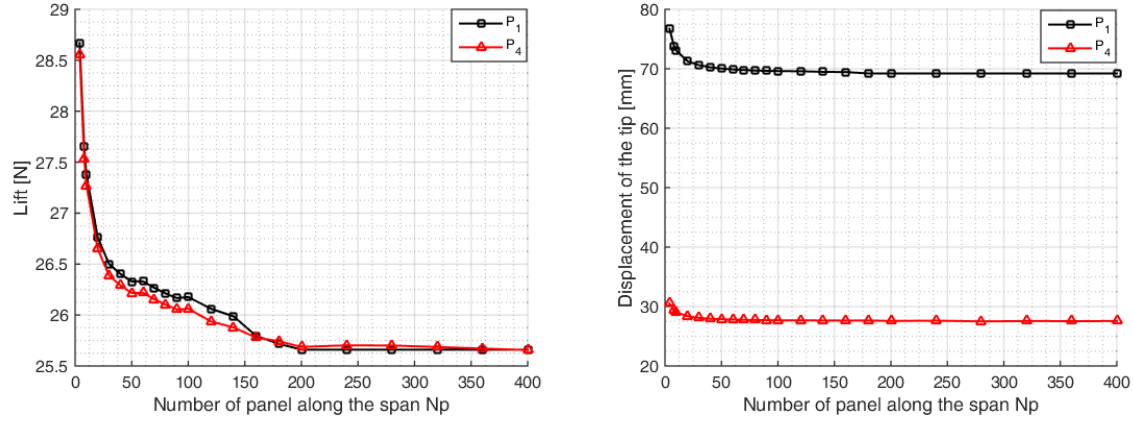 29
28.5
28
27.5
27
26.5
26
25.5
Lift [N]
0 50 100 150 200 250 300 350 400
Number of panel along the span Np
P1
P4
80
70
60
50
40
30
20
Displacement of the tip [mm]
0 50 100 150 200 250 300 350 400
Number of panel along the span Np
P1
P4